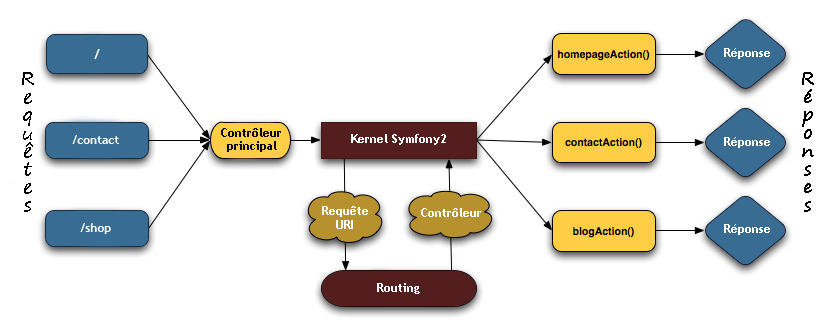 Requêtes
/
/contact
/shop
Contrôleur
principal
Kernel Symfony2
Requête
URI
Contrôleur
Routing
homepageAction()
contactAction()
blogAction()
Réponse
Réponse
Réponse
Réponses